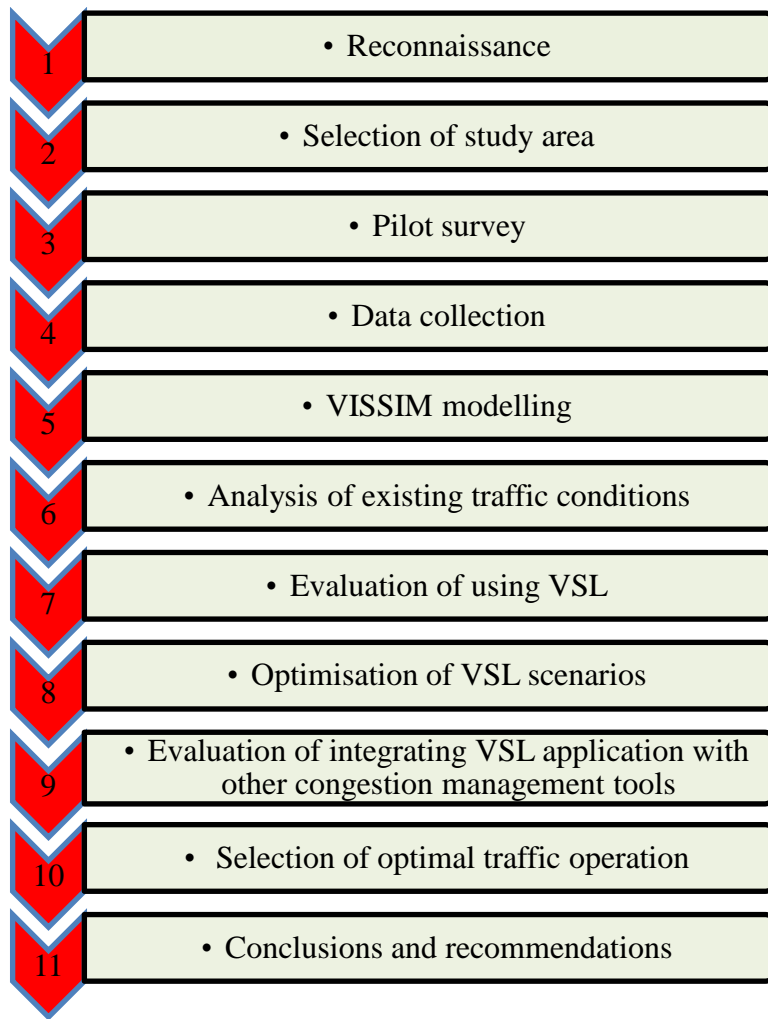 1
• Reconnaissance
2
• Selection of study area
3
• Pilot survey
4
• Data collection
5
• VISSIM modelling
6
• Analysis of existing traffic conditions
7
• Evaluation of using VSL
8
• Optimisation of VSL scenarios
9
• Evaluation of integrating VSL application with
other congestion management tools
10
• Selection of optimal traffic operation
11
• Conclusions and recommendations